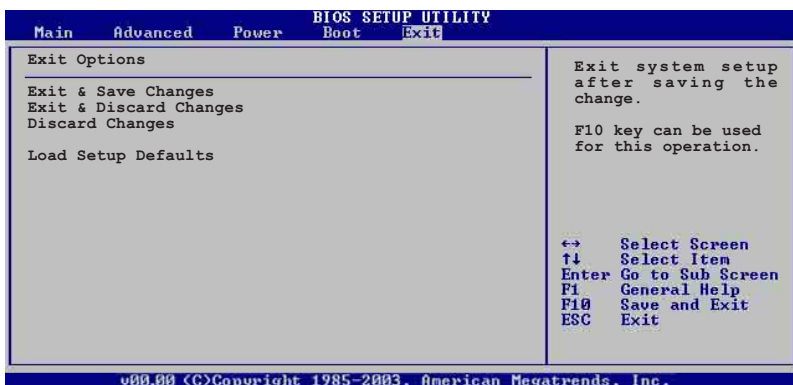 BIOS SETUP UTILITY
Main Advanced Power Boot Exit
Exit Options
Exit & Save Changes
Exit & Discard Changes
Discard Changes
Load Setup Defaults
Exit system setup
after saving the
change.
F10 key can be used
for this operation.
↔ Select Screen
↑↓ Select Item
Enter Go to Sub Screen
F1 General Help
F10 Save and Exit
ESC Exit
v00.00 (C)Copyright 1985-2003, American Megatrends, Inc.